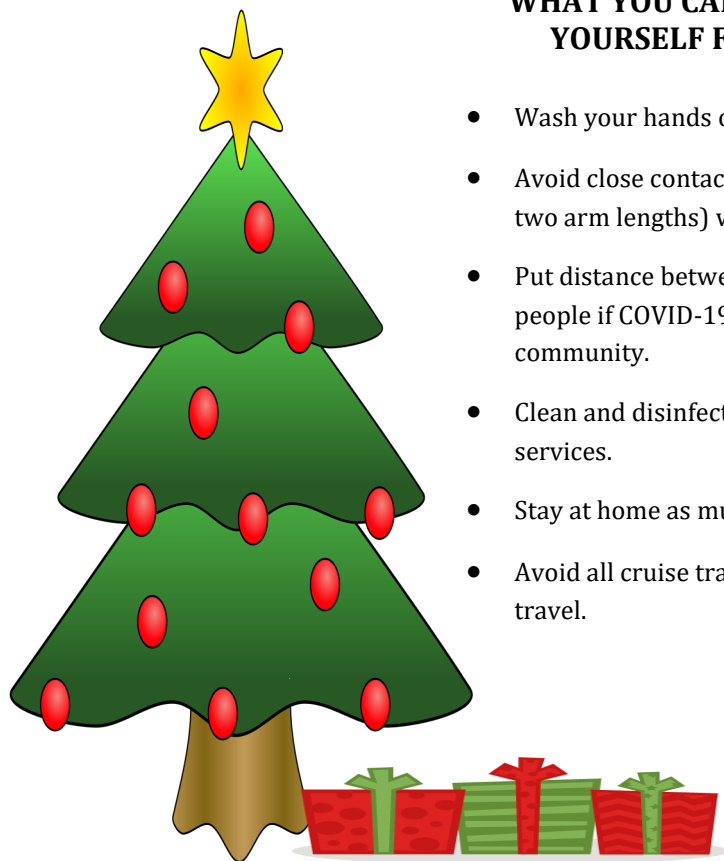 WHAT YOU CA
YOURSELF F
• Wash your hands o
• Avoid close contac
two arm lengths) w
• Put distance betwe
people if COVID-19
community.
• Clean and disinfect
services.
• Stay at home as mu
• Avoid all cruise tra
travel.